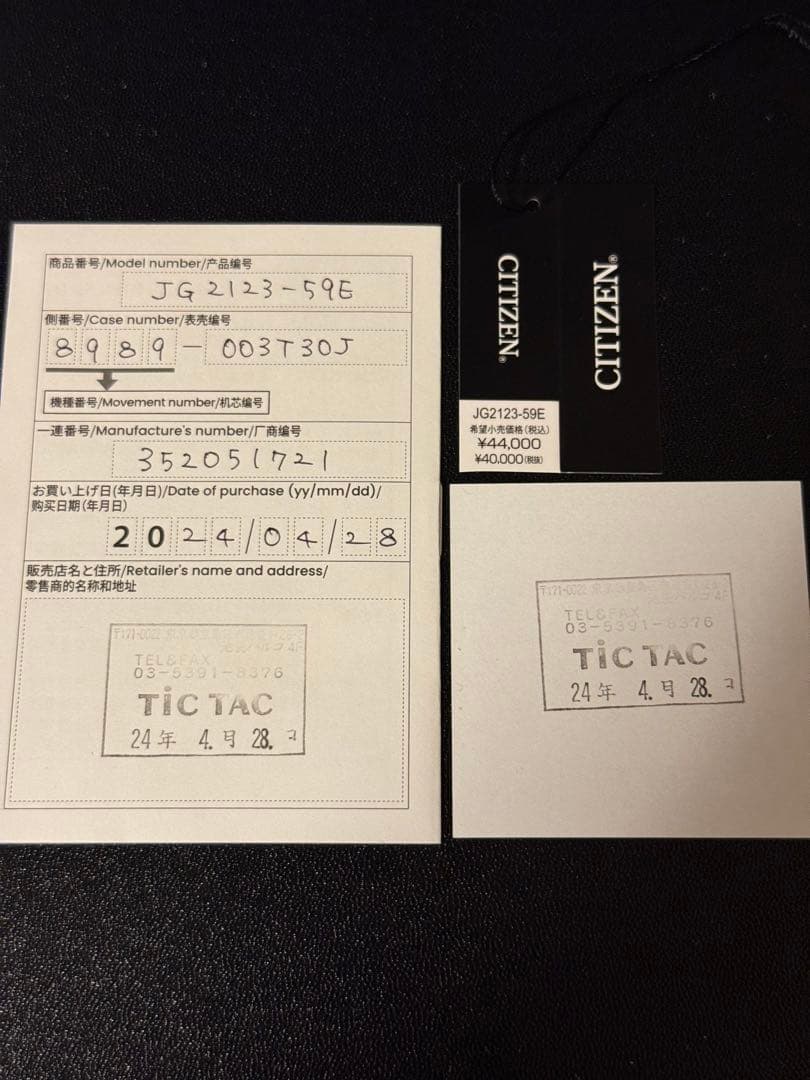 商品番号/Model number/产品编号
JG2123-59E
側番号/Case number/表壳编号
8989-003T30J
機種番号/Movement number/机芯编号
一連番号/Manufacture's number/厂商编号
352051721
お買い上げ日(年月日)/Date of purchase (yy/mm/dd)/
购买日期(年月日)
2024/04/28
販売店名と住所/Retailer's name and address/
零售商的名称和地址
〒171-0022
TEL&FAX
03-5391-8376
TiC TAC
24年 4.月 28.
CITIZEN®
CITIZEN®
JG2123-59E
希望小売価格(税込)
¥44,000
¥40,000(税抜)
〒171-0022
TEL&FAX
03-5391-8376
TiC TAC
24年 4.月 28.